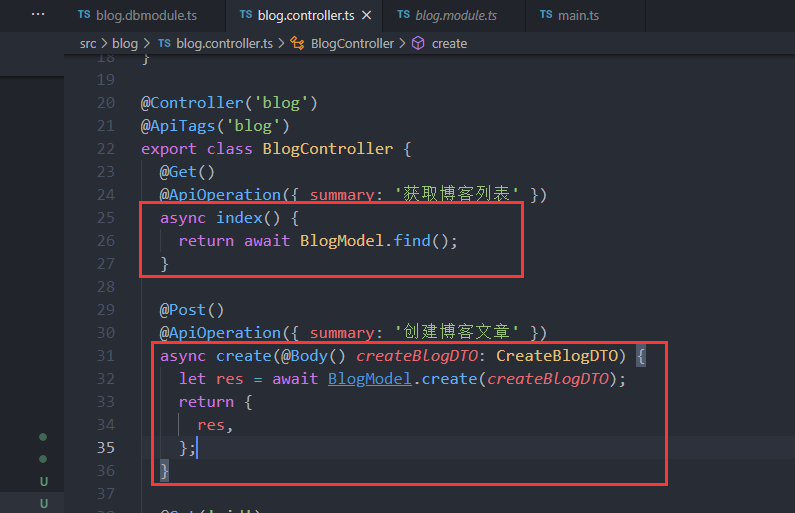 ··· TS blog.dbmodule.ts TS blog.controller.ts × TS blog.module.ts TS main.ts
src > blog > TS blog.controller.ts > BlogController > create
18 }
19
20 @Controller('blog')
21 @ApiTags('blog')
22 export class BlogController {
23 @Get()
24 @ApiOperation({ summary: '获取博客列表' })
25 async index() {
26 return await BlogModel.find();
27 }
28
29 @Post()
30 @ApiOperation({ summary: '创建博客文章' })
31 async create(@Body() createBlogDTO: CreateBlogDTO) {
32 let res = await BlogModel.create(createBlogDTO);
33 return {
34 res,
35 };
36 }
37
U
U